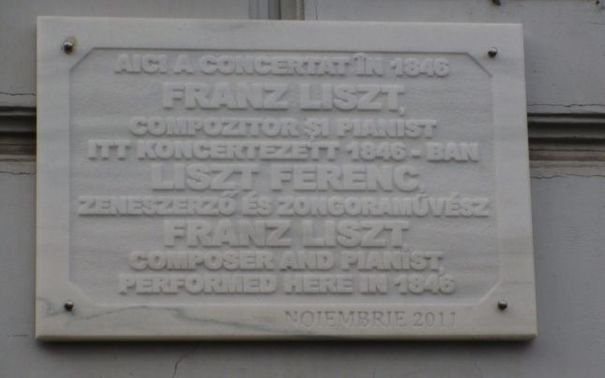 AICI A CONCERTAT ÎN 1846
FRANZ LISZT,
COMPOZITOR ŞI PIANIST
ITT KONCERTEZETT 1846 - BAN
LISZT FERENC
ZENESZERZŐ ÉS ZONGORAMŰVÉSZ
FRANZ LISZT
COMPOSER AND PIANIST,
PERFORMED HERE IN 1846
NOIEMBRIE 2011